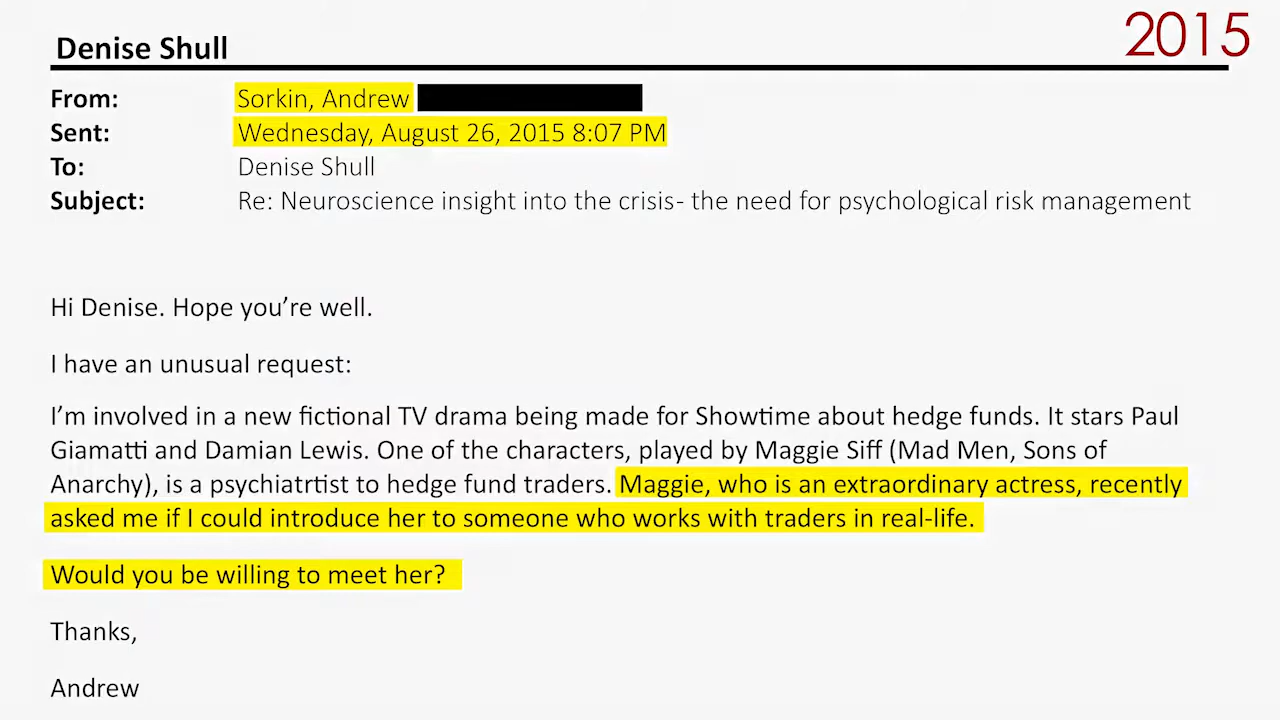 Denise Shull
2015
From: Sorkin, Andrew
Sent: Wednesday, August 26, 2015 8:07 PM
To: Denise Shull
Subject: Re: Neuroscience insight into the crisis- the need for psychological risk management
Hi Denise. Hope you’re well.
I have an unusual request:
I’m involved in a new fictional TV drama being made for Showtime about hedge funds. It stars Paul
Giamatti and Damian Lewis. One of the characters, played by Maggie Siff (Mad Men, Sons of
Anarchy), is a psychiatrtist to hedge fund traders. Maggie, who is an extraordinary actress, recently
asked me if I could introduce her to someone who works with traders in real-life.
Would you be willing to meet her?
Thanks,
Andrew